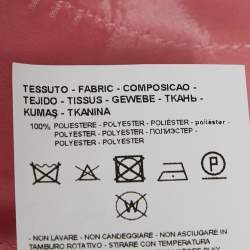 TESSUTO - FABRIC - COMPOSICAO -
TEJIDO - TISSUS - GEWEBE - ТКАНЬ -
KUMAŞ - TKANINA
100% POLIESTERE - POLYESTER - POLIÉSTER - poliester -
POLYESTER - POLYESTER - ПОЛИЭСТЕР -
POLYESTER - POLYESTER
P
W
- NON LAVARE - NON CANDEGGIARE - NON ASCIUGARE IN
TAMBURO ROTATIVO - STIRARE CON TEMPERATURA